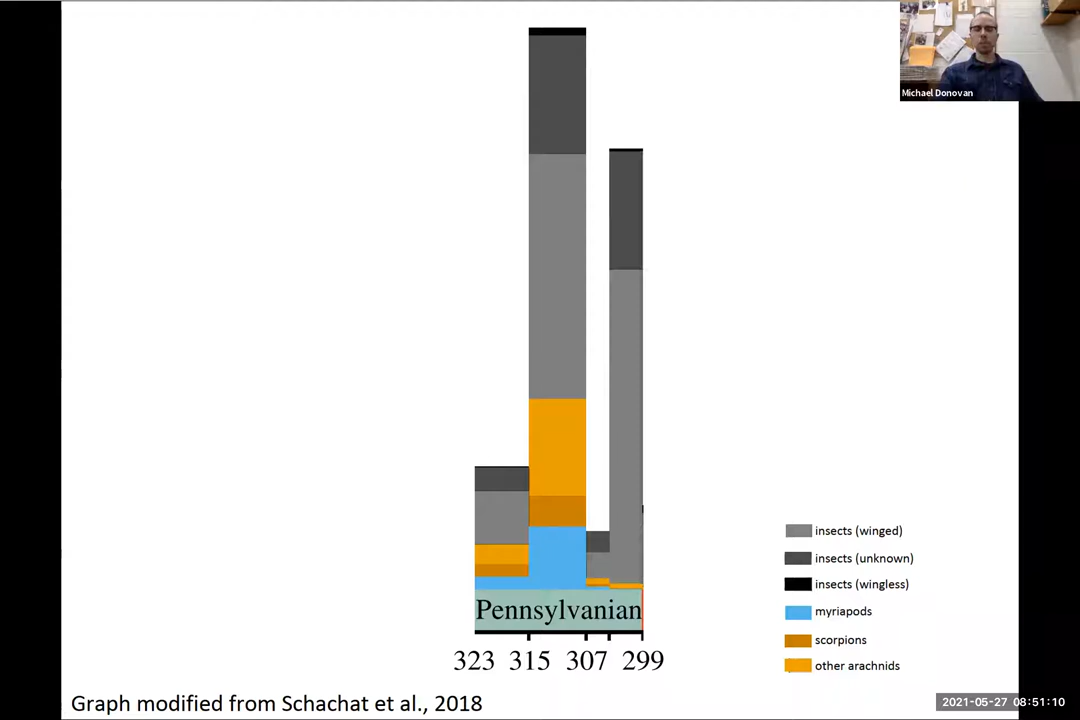 Michael Donovan
insects (winged)
insects (unknown)
insects (wingless)
myriapods
scorpions
other arachnids
Pennsylvanian
323 315 307 299
Graph modified from Schachat et al., 2018
2021-05-27 08:51:10